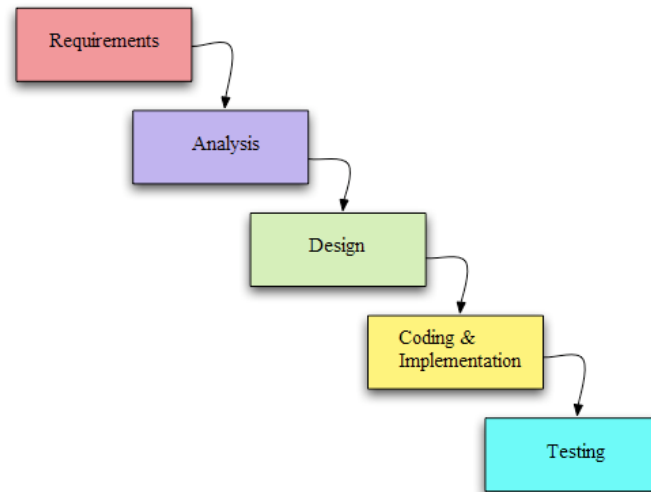 Requirements
Analysis
Design
Coding &
Implementation
Testing